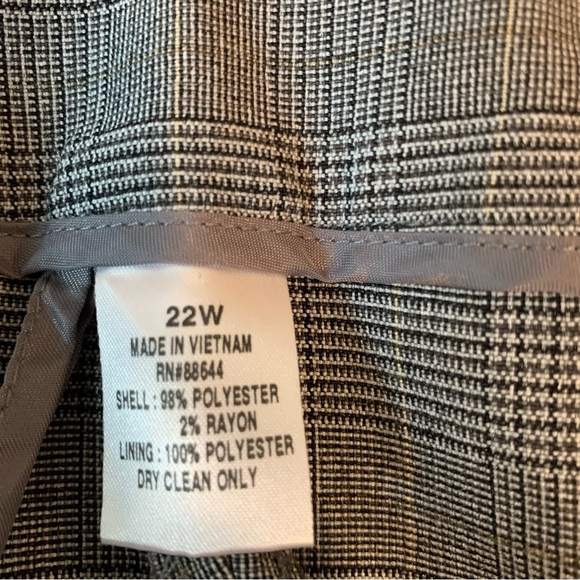 22W
MADE IN VIETNAM
RN#88644
SHELL : 98% POLYESTER
2% RAYON
LINING : 100% POLYESTER
DRY CLEAN ONLY